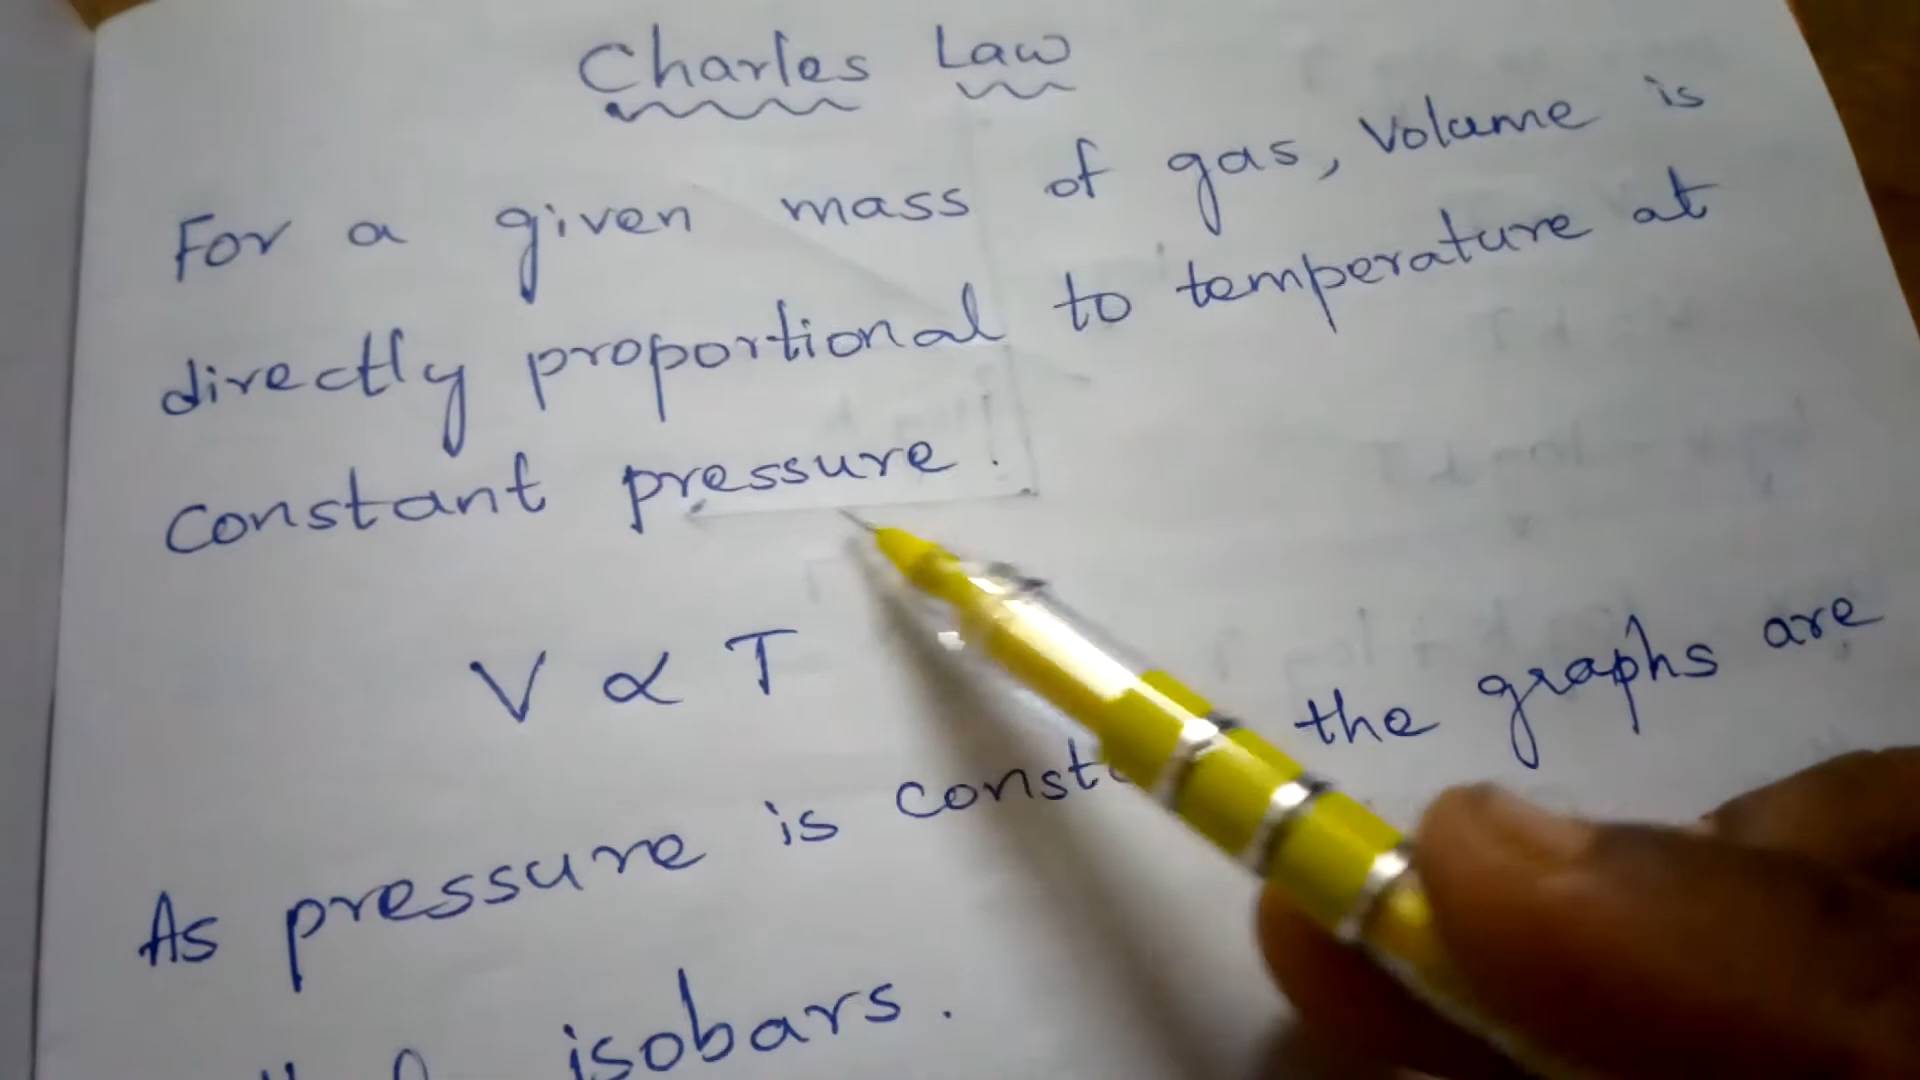 Charles Law
For a given mass of gas, Volume is
directly proportional to temperature at
Constant pressure.
V ∝ T
As pressure is the graphs are
isobars.